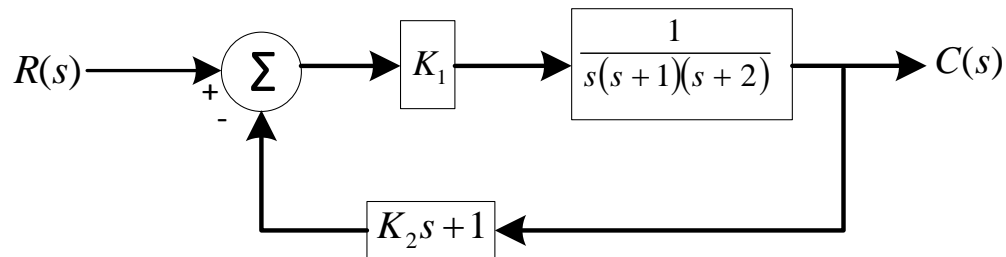 R(s)
+
-
Σ
K₁
1
s(s+1)(s+2)
C(s)
K₂s+1